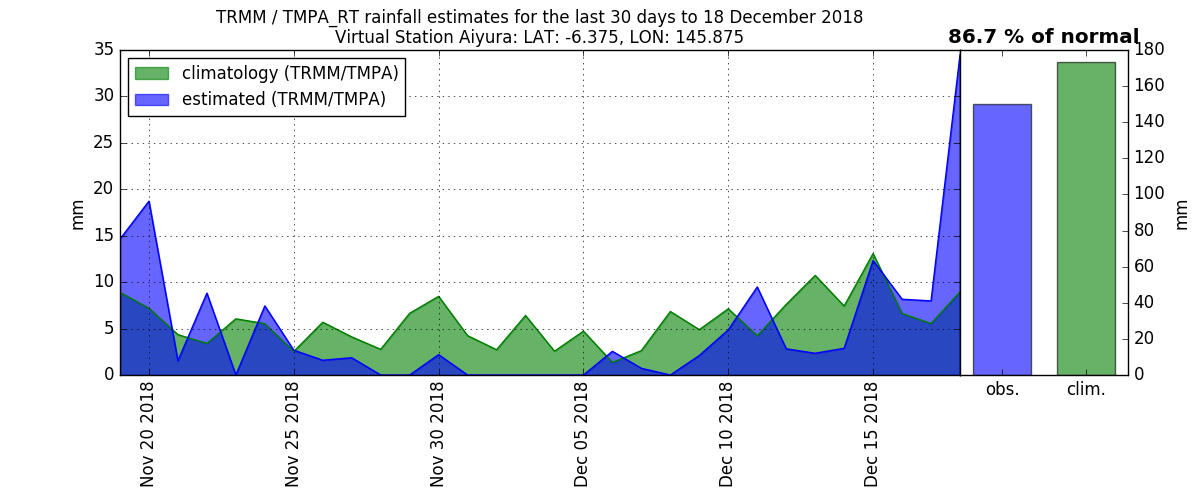 TRMM / TMPA_RT rainfall estimates for the last 30 days to 18 December 2018
Virtual Station Aiyura: LAT: -6.375, LON: 145.875
86.7 % of normal
climatology (TRMM/TMPA)
estimated (TRMM/TMPA)
35
30
25
20
15
10
5
0
mm
Nov 20 2018
Nov 25 2018
Nov 30 2018
Dec 05 2018
Dec 10 2018
Dec 15 2018
obs.
clim.
180
160
140
120
100
80
60
40
20
0
mm